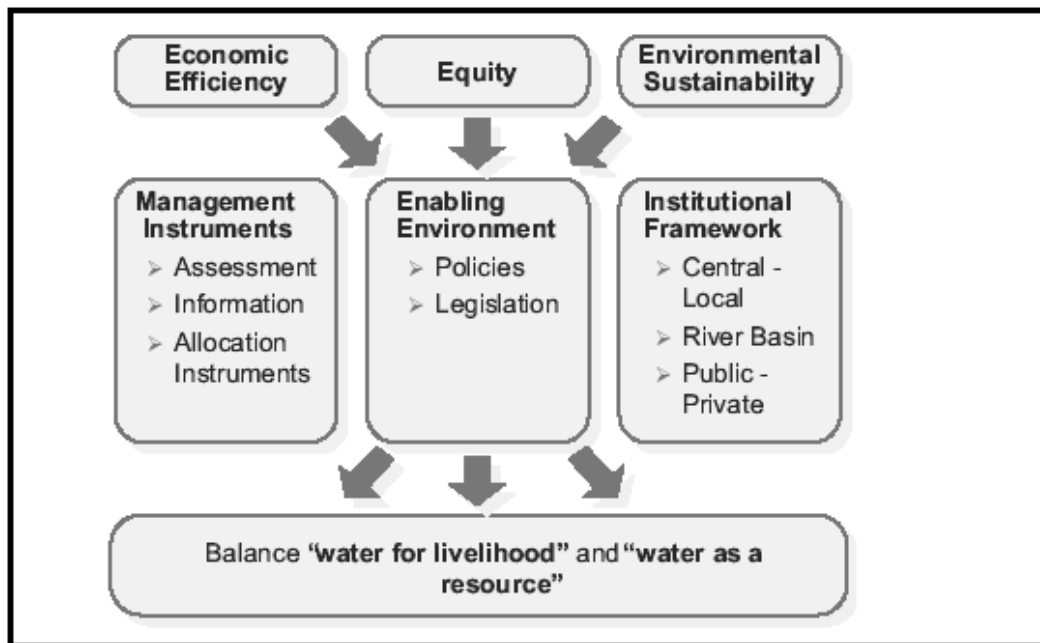 Economic
Efficiency
Equity
Environmental
Sustainability
Management
Instruments
➢ Assessment
➢ Information
➢ Allocation
Instruments
Enabling
Environment
➢ Policies
➢ Legislation
Institutional
Framework
➢ Central -
Local
➢ River Basin
➢ Public -
Private
Balance “water for livelihood” and “water as a
resource”